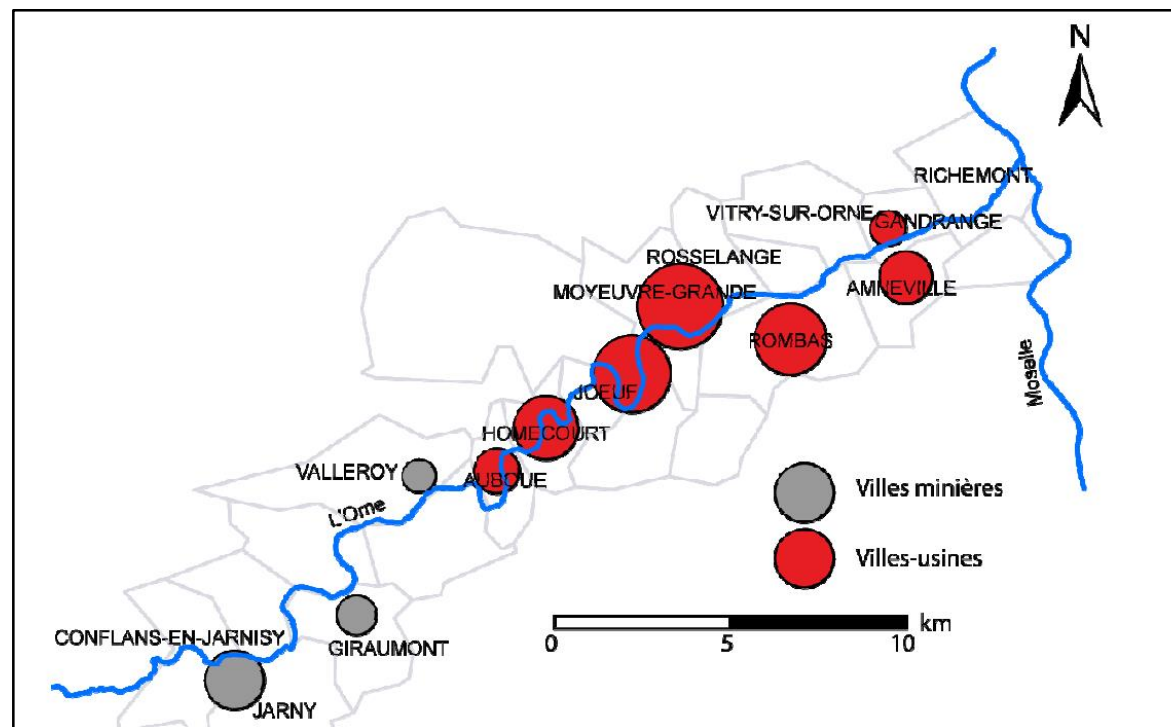 N
RICHEMONT
VITRY-SUR-ORNE
GANDRANGE
ROSSELANGE
MOYEUVRE-GRANDE
AMNEVILLE
ROMBAS
JOEUF
HOMECOURT
AUBOUE
VALLEROY
L'Orne
Moselle
Villes minières
Villes-usines
CONFLANS-EN-JARNISY
GIRAUMONT
JARNY
0 5 10 km